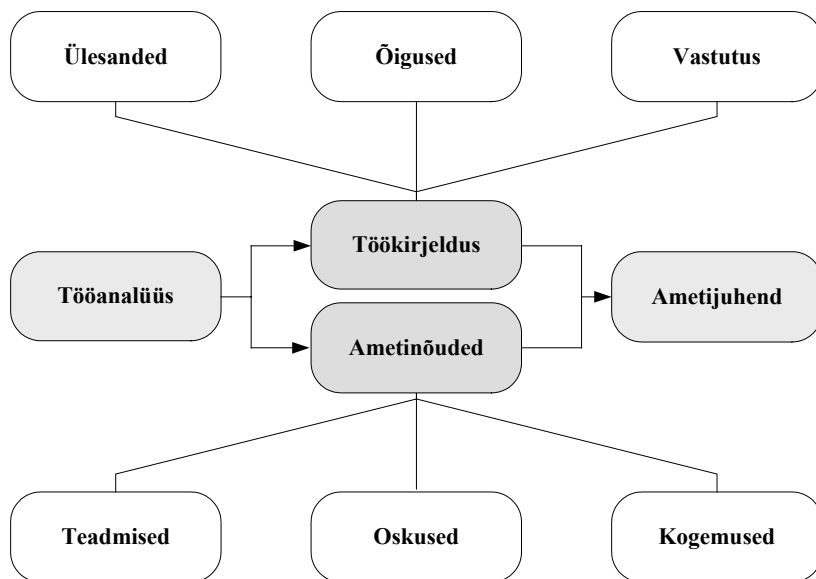 Ülesanded
Õigused
Vastutus
Töökirjeldus
Tööanalüüs
Ametijuhend
Ametinõuded
Teadmised
Oskused
Kogemused